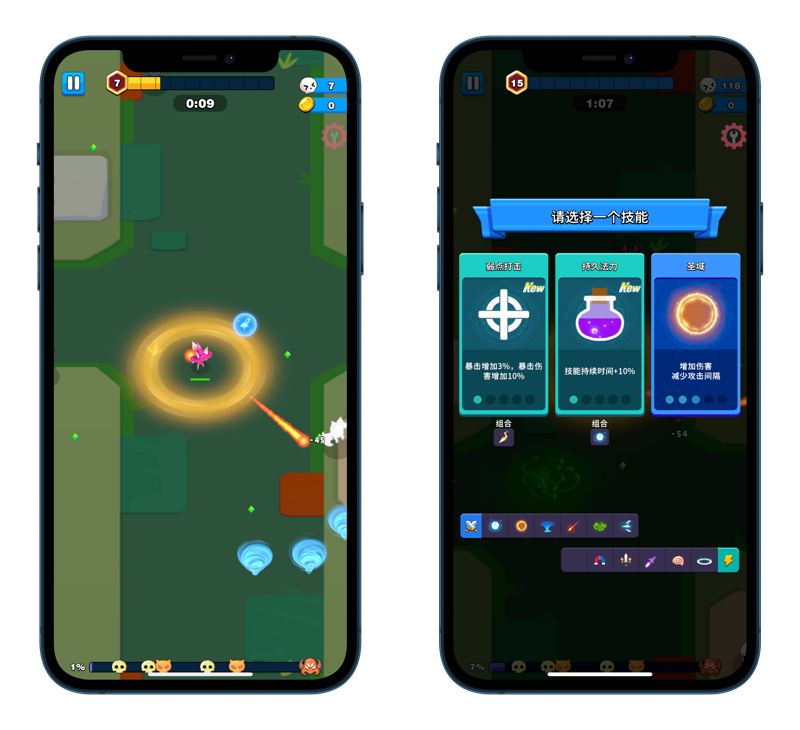 7
7
0:09
0
-45
1%
15
118
1:07
0
请选择一个技能
弱点打击
持久法力
圣域
New
New
暴击增加3%，暴击伤
害增加10%
技能持续时间+10%
增加伤害
减少攻击间隔
组合
组合
-54
7%